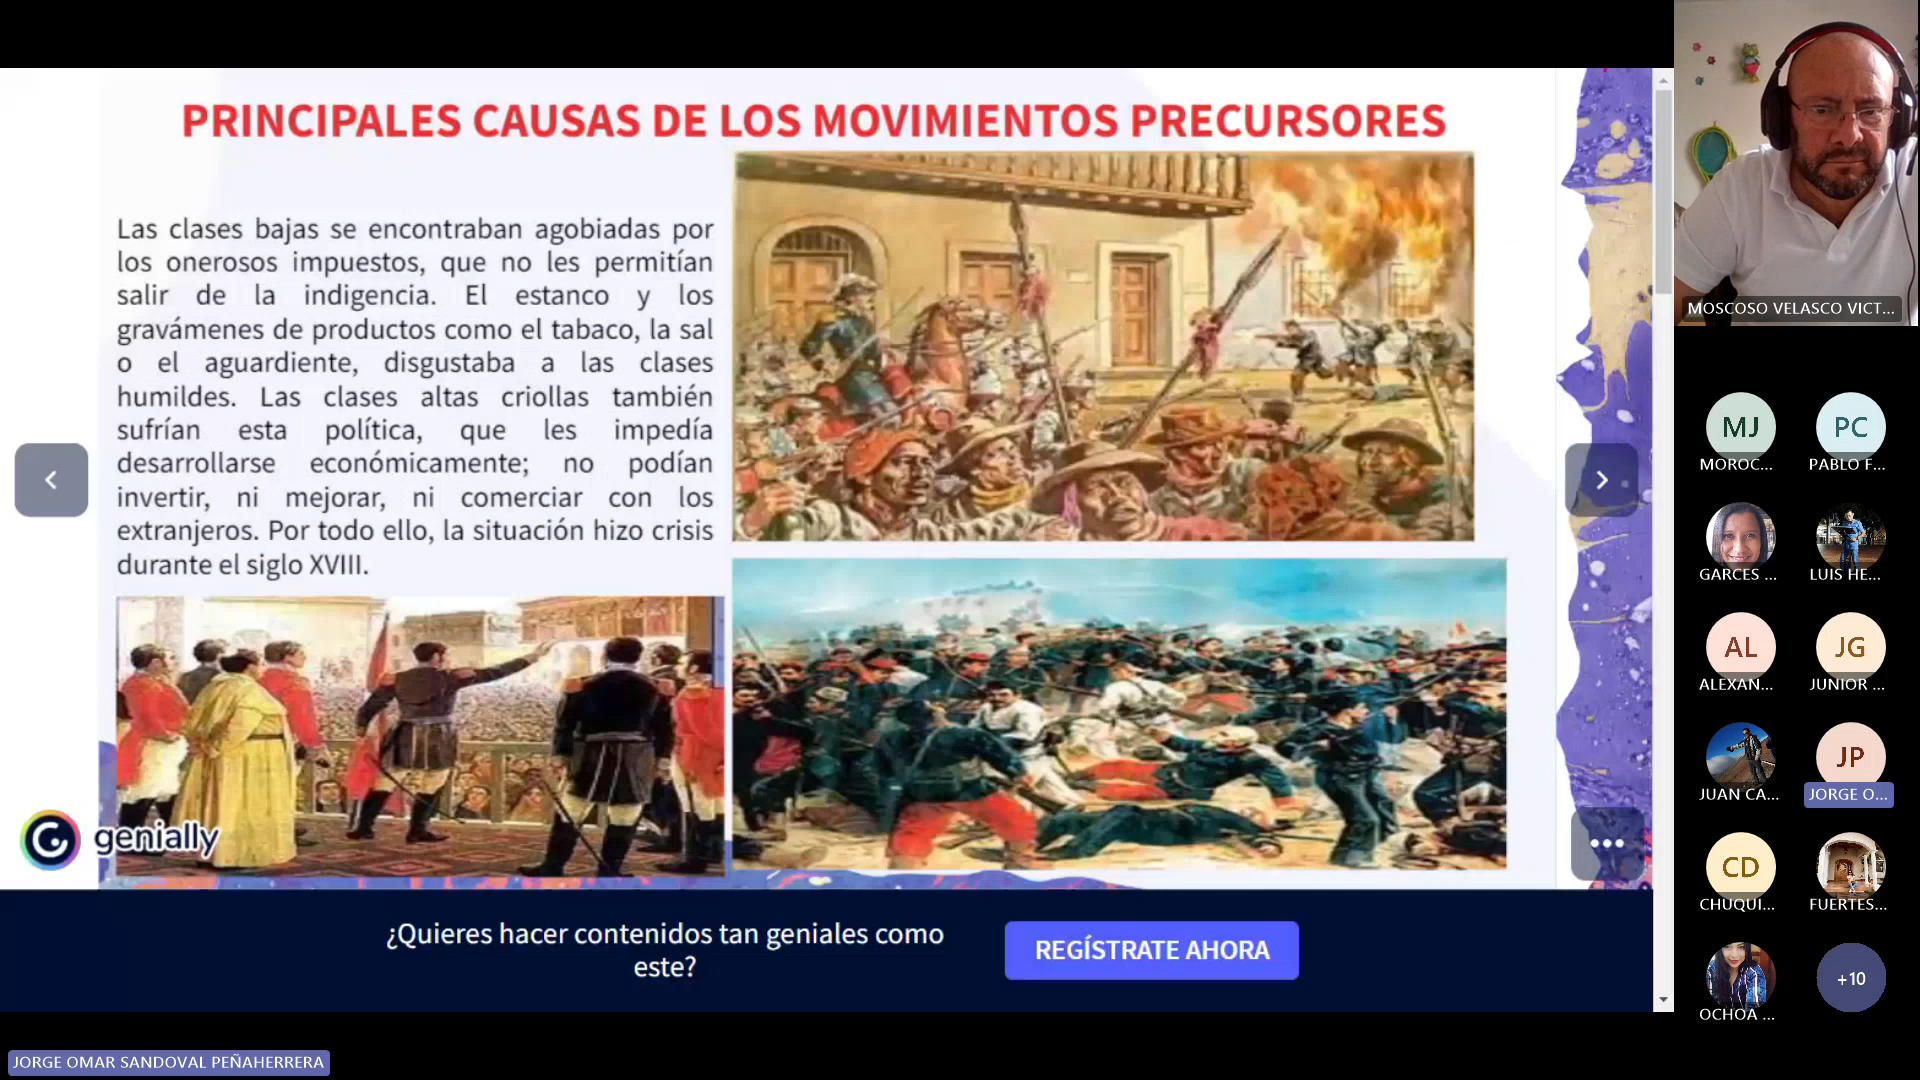 PRINCIPALES CAUSAS DE LOS MOVIMIENTOS PRECURSORES
Las clases bajas se encontraban agobiadas por
los onerosos impuestos, que no les permitían
salir de la indigencia. El estanco y los
gravámenes de productos como el tabaco, la sal
o el aguardiente, disgustaba a las clases
humildes. Las clases altas criollas también
sufrían esta política, que les impedía
desarrollarse económicamente; no podían
invertir, ni mejorar, ni comerciar con los
extranjeros. Por todo ello, la situación hizo crisis
durante el siglo XVIII.
genially
¿Quieres hacer contenidos tan geniales como
este?
REGÍSTRATE AHORA
JORGE OMAR SANDOVAL PEÑAHERRERA
MOSCOSO VELASCO VICT...
MJ
MOROC...
PC
PABLO F...
GARCES ...
LUIS HE...
AL
ALEXAN...
JG
JUNIOR ...
JUAN CA...
JP
JORGE O...
CD
CHUQUI...
FUERTES...
OCHOA ...
+10